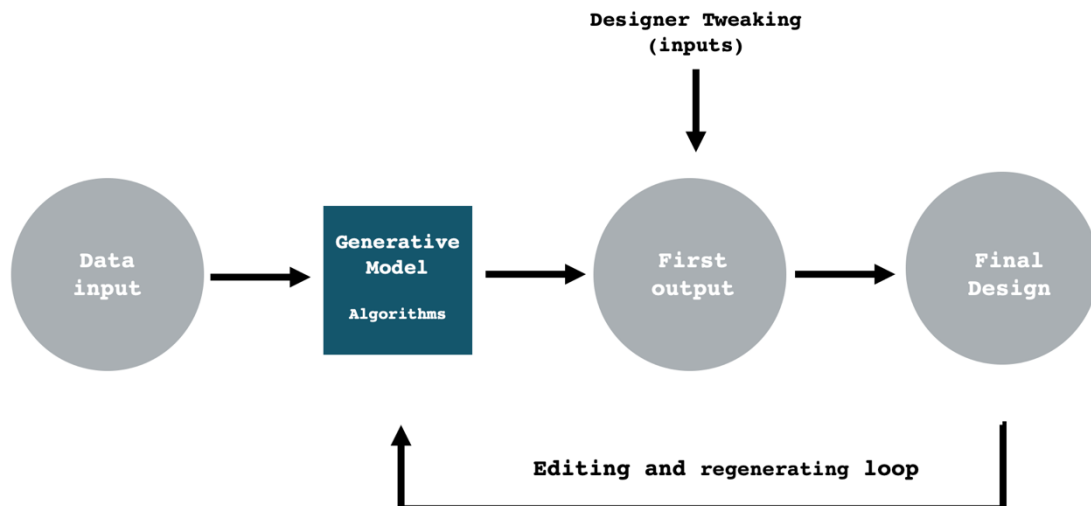 Designer Tweaking
(inputs)
Data
input
Generative
Model
Algorithms
First
output
Final
Design
Editing and regenerating loop